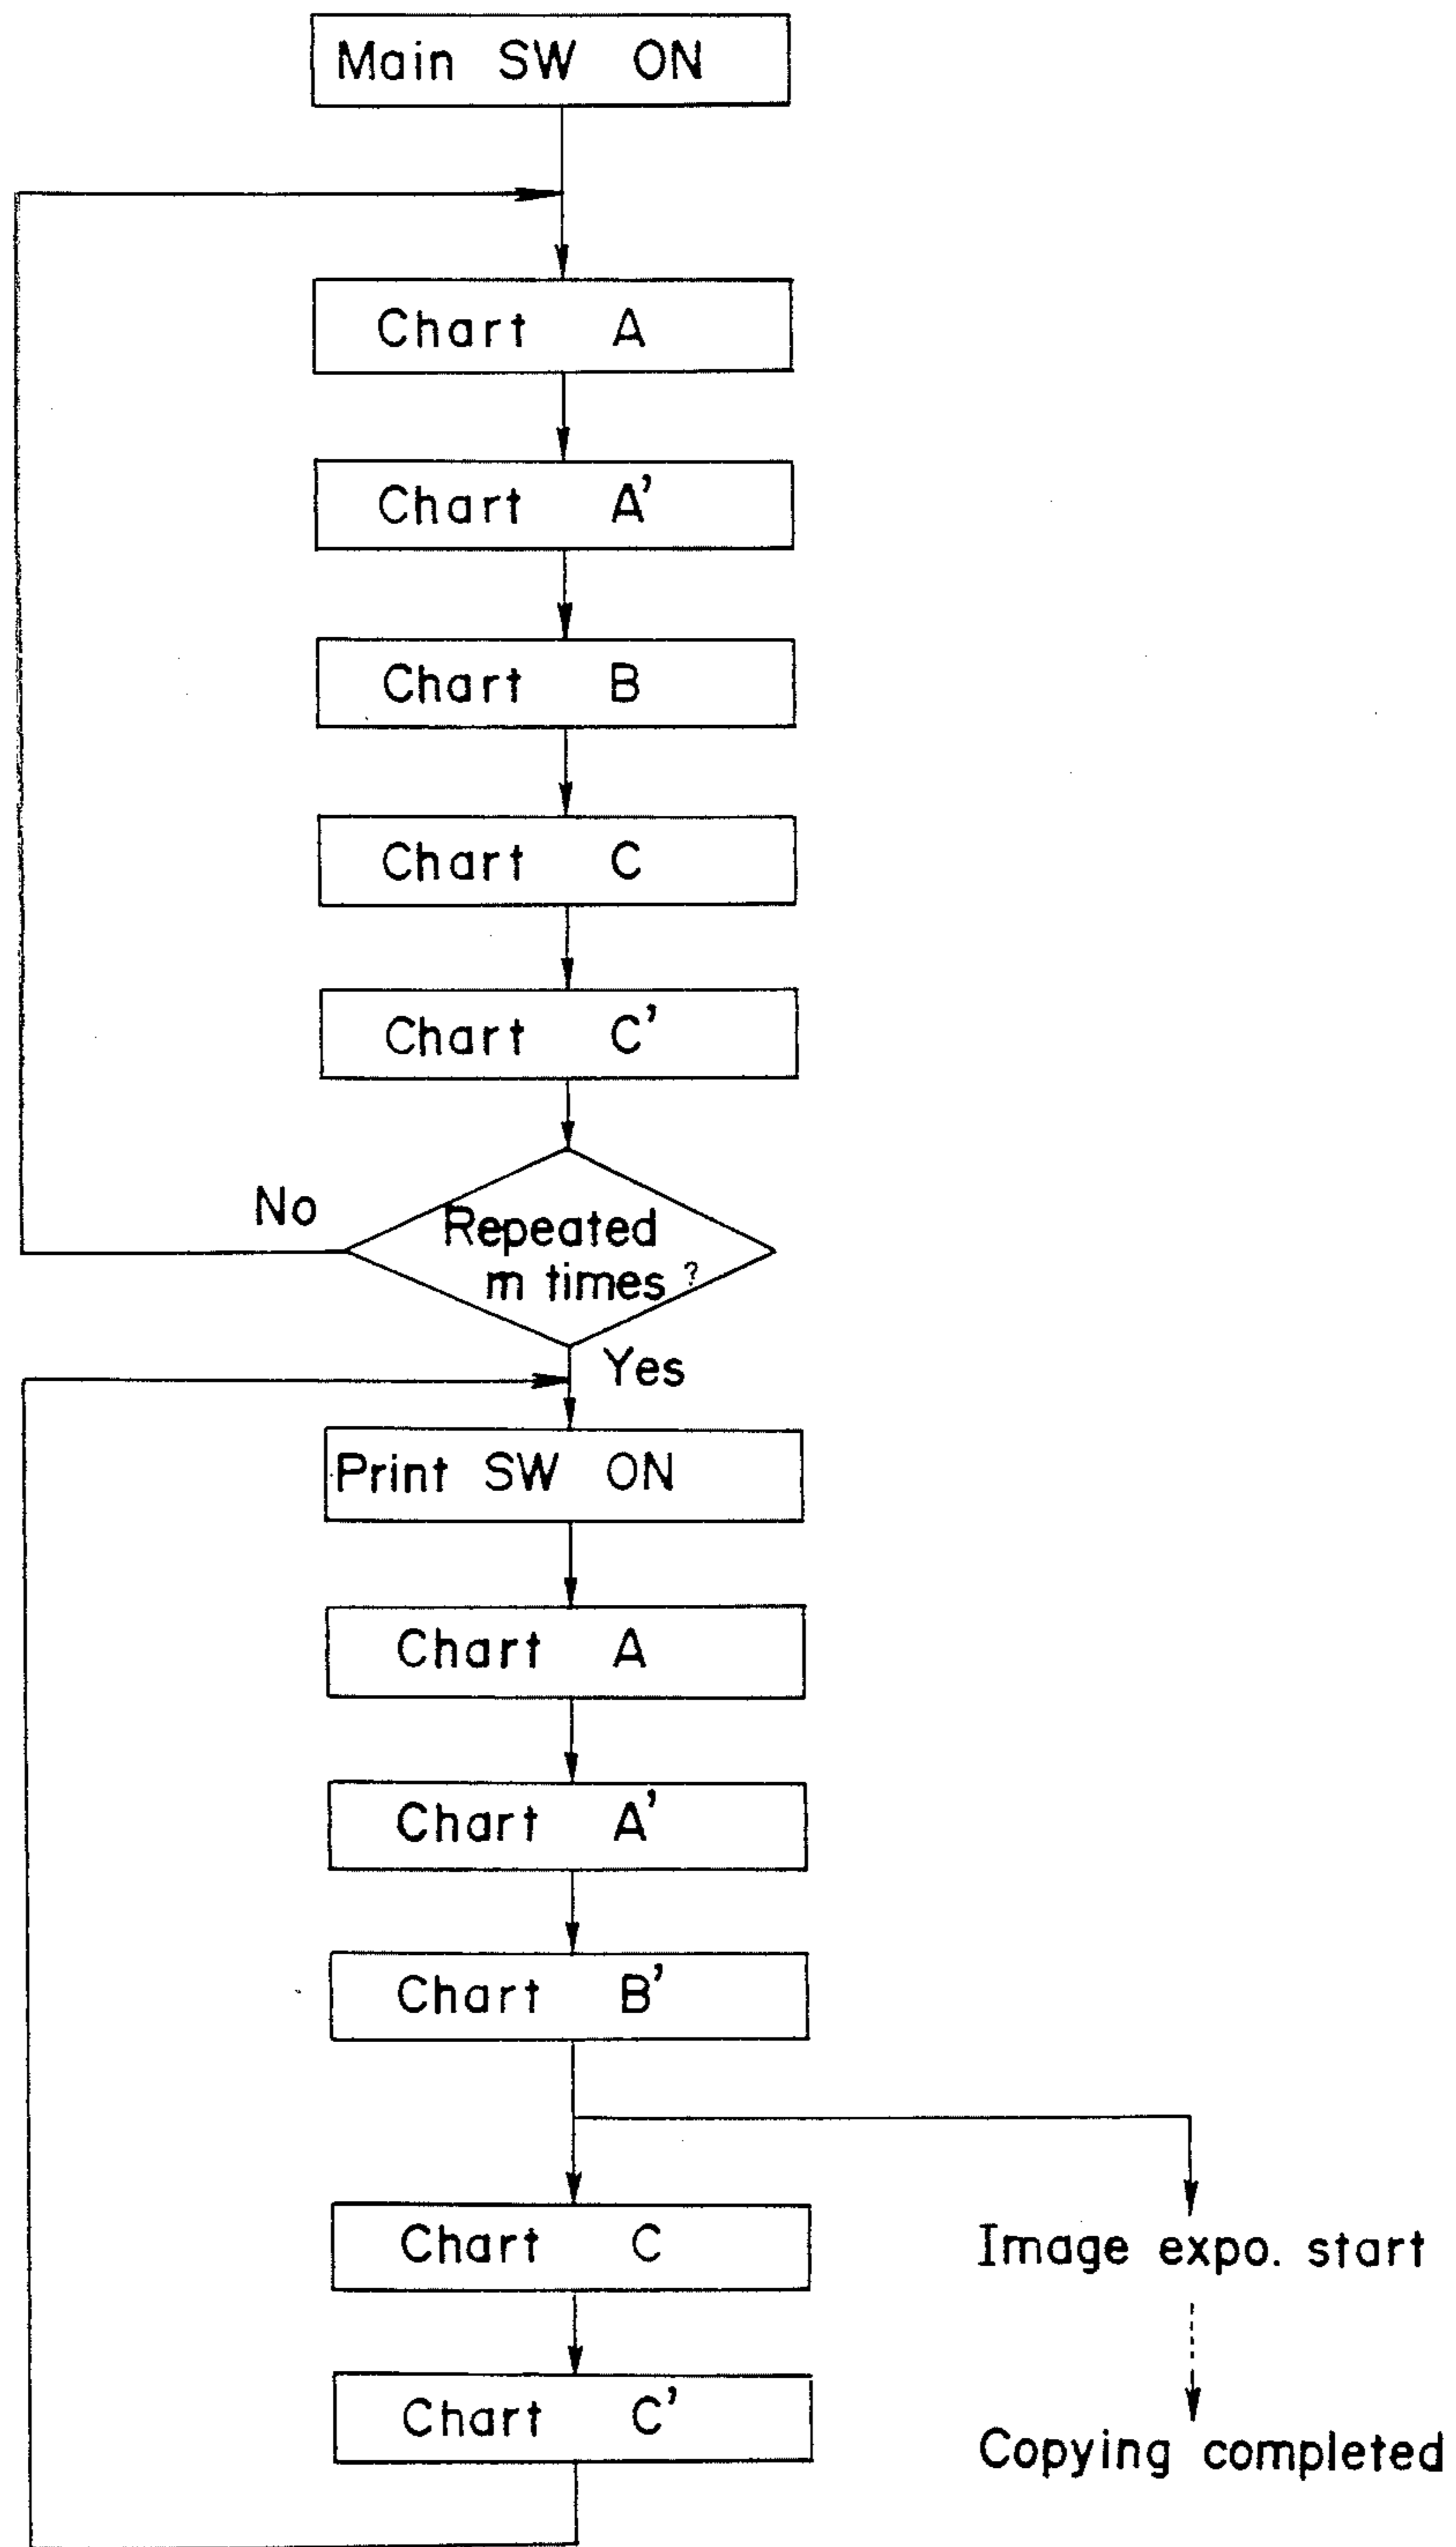 Main SW ON
Chart A
Chart A'
Chart B
Chart C
Chart C'
No
Repeated
m times ?
Yes
Print SW ON
Chart A
Chart A'
Chart B'
Chart C
Image expo. start
Chart C'
Copying completed